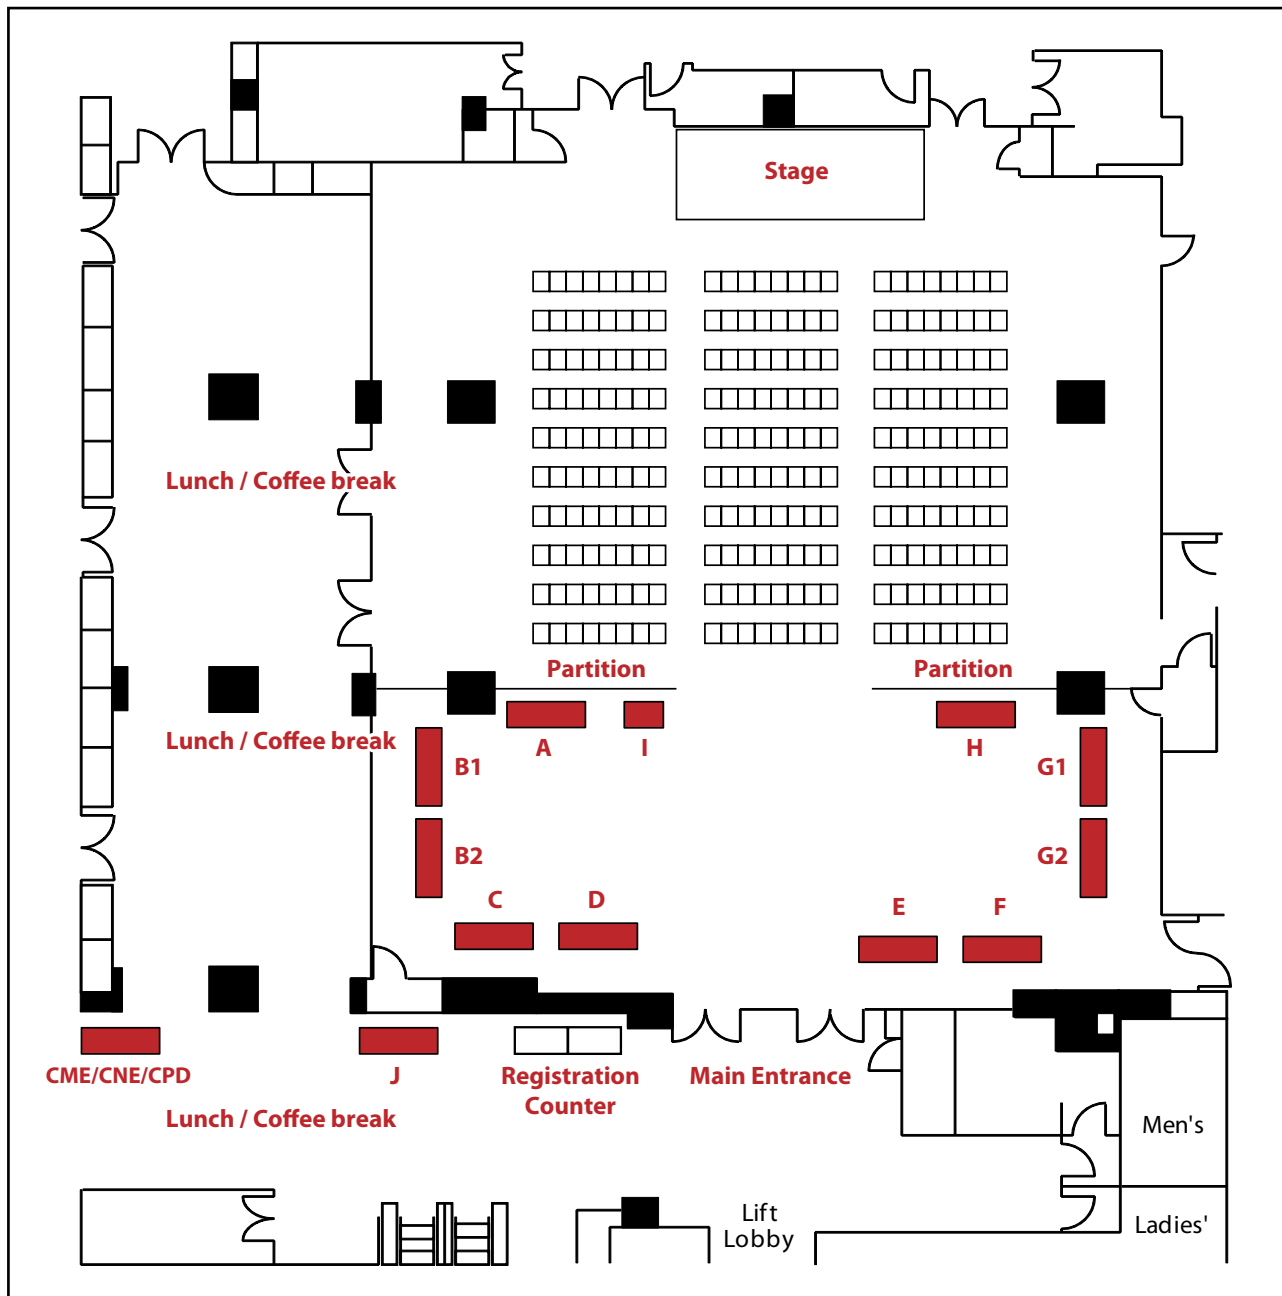 Stage
Lunch / Coffee break
Partition
Partition
A
I
H
Lunch / Coffee break
B1
G1
B2
G2
C
D
E
F
CME/CNE/CPD
J
Registration
Counter
Main Entrance
Lunch / Coffee break
Men's
Lift
Lobby
Ladies'